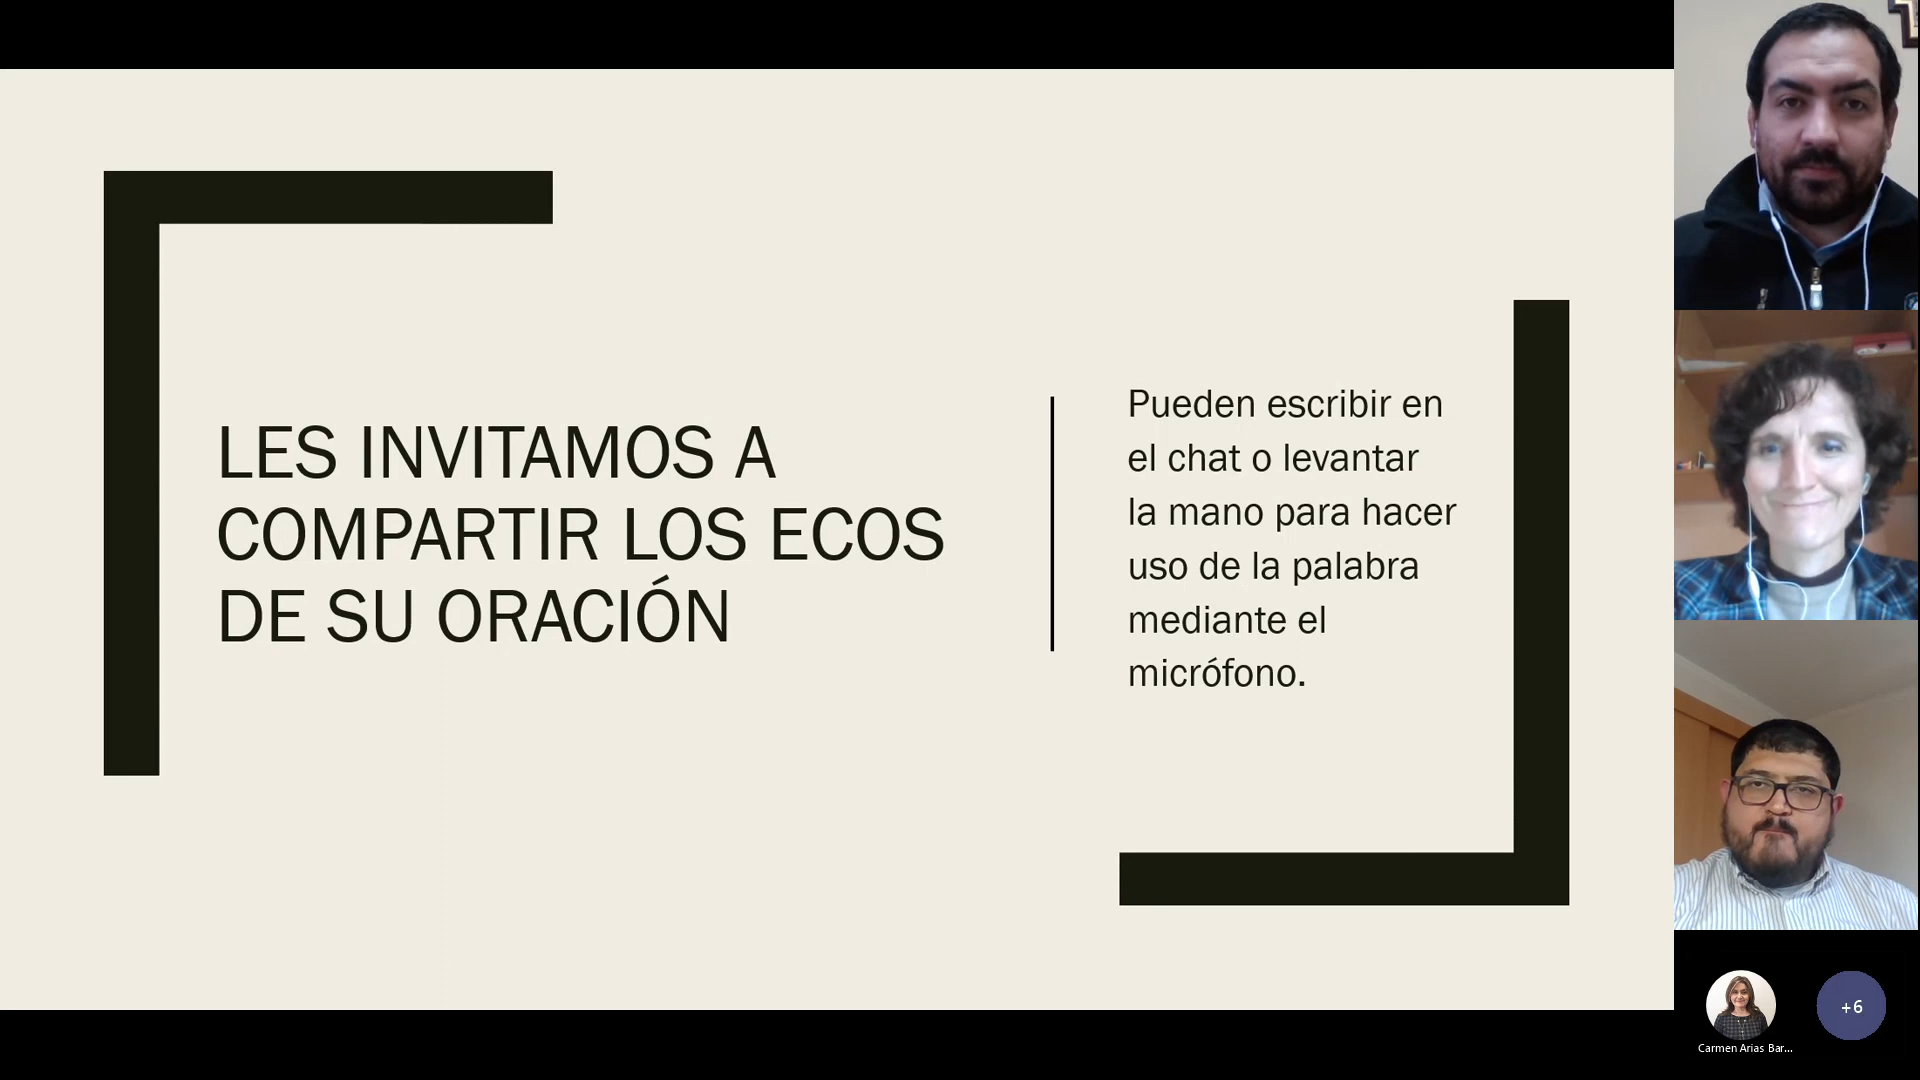 LES INVITAMOS A
COMPARTIR LOS ECOS
DE SU ORACIÓN
Pueden escribir en
el chat o levantar
la mano para hacer
uso de la palabra
mediante el
micrófono.
Carmen Arias Bar...
+6